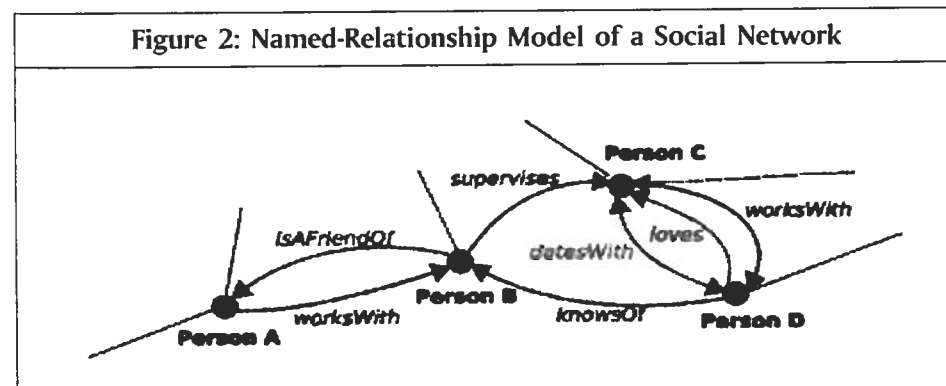 Figure 2: Named-Relationship Model of a Social Network
Person C
supervises
worksWith
isAFriendOf
loves
datesWith
Person B
knowsOf
worksWith
Person D
Person A